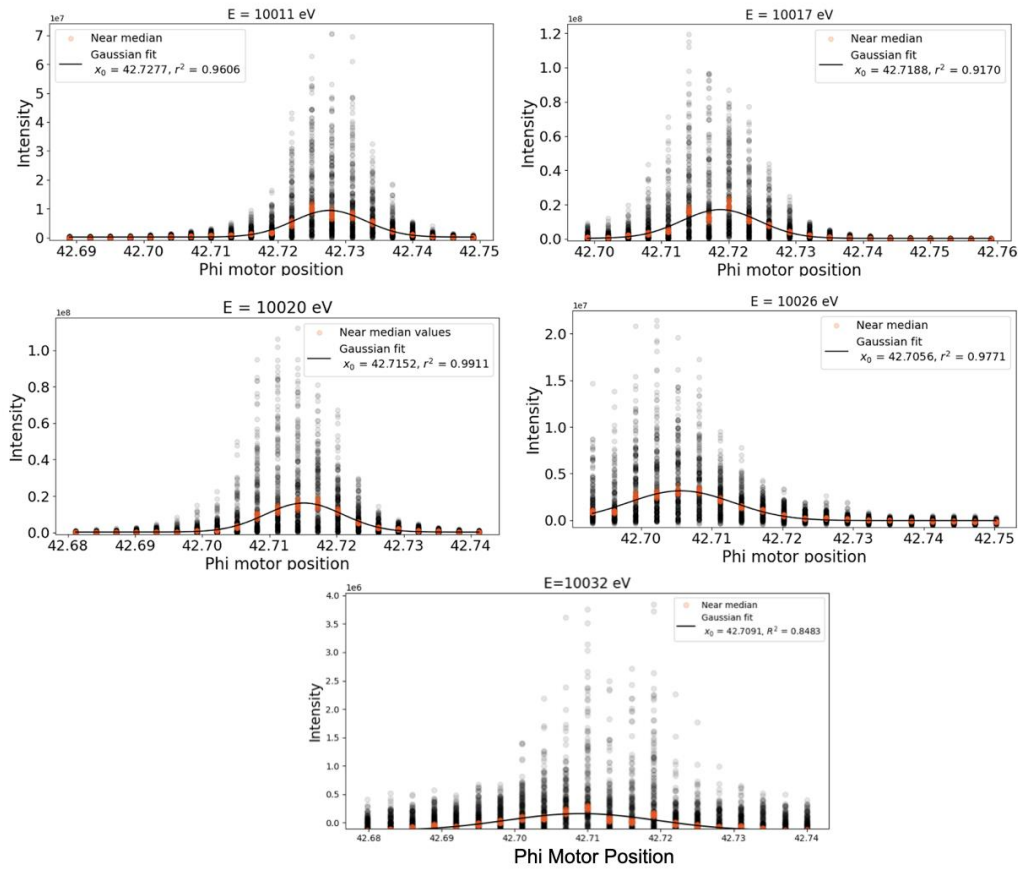 E = 10011 eV
1e7
Near median
Gaussian fit
x₀ = 42.7277, r² = 0.9606
Intensity
7
6
5
4
3
2
1
0
42.69 42.70 42.71 42.72 42.73 42.74 42.75
Phi motor position
E = 10017 eV
1e8
Near median
Gaussian fit
x₀ = 42.7188, r² = 0.9170
Intensity
1.2
1.0
0.8
0.6
0.4
0.2
0.0
42.70 42.71 42.72 42.73 42.74 42.75 42.76
Phi motor position
E = 10020 eV
1e8
Near median values
Gaussian fit
x₀ = 42.7152, r² = 0.9911
Intensity
1.0
0.8
0.6
0.4
0.2
0.0
42.68 42.69 42.70 42.71 42.72 42.73 42.74
Phi motor position
E = 10026 eV
1e7
Near median
Gaussian fit
x₀ = 42.7056, r² = 0.9771
Intensity
2.0
1.5
1.0
0.5
0.0
42.70 42.71 42.72 42.73 42.74 42.75
Phi motor position
E=10032 eV
1e6
Near median
Gaussian fit
x₀ = 42.7091, R² = 0.8483
Intensity
4.0
3.5
3.0
2.5
2.0
1.5
1.0
0.5
0.0
42.68 42.69 42.70 42.71 42.72 42.73 42.74
Phi Motor Position